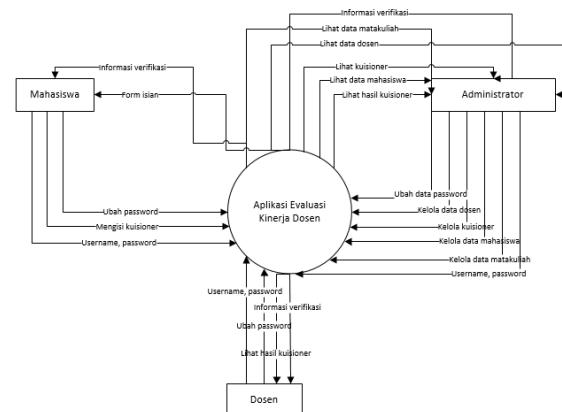 Informasi verifikasi
Lihat data matakuliah
Lihat data dosen
Informasi verifikasi
Lihat kuisioner
Lihat data mahasiswa
Mahasiswa
Form isian
Lihat hasil kuisioner
Administrator
Aplikasi Evaluasi
Kinerja Dosen
Ubah data password
Ubah password
Kelola data dosen
Mengisi kuisioner
Kelola kuisioner
Username, password
Kelola data mahasiswa
Kelola data matakuliah
Username, password
Username, password
Informasi verifikasi
Ubah password
Lihat hasil kuisioner
Dosen